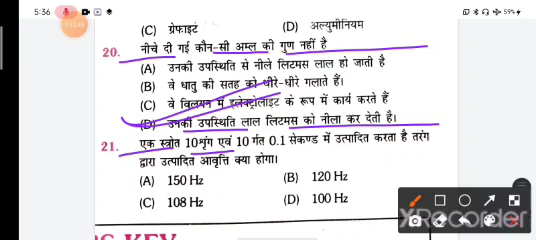 5:36
59%
(C) ग्रेफाइट (D) अल्युमीनियम
20. नीचे दी गई कौन-सी अम्ल की गुण नहीं है
(A) उनकी उपस्थिति से नीले लिटमस लाल हो जाती है
(B) वे धातु की सतह को धीरे-धीरे गलाते हैं।
(C) वे विलयन में इलेक्ट्रोलाइट के रूप में कार्य करते हैं
(D) उनकी उपस्थिति लाल लिटमस को नीला कर देती है।
21. एक स्त्रोत 10 शृंग एवं 10 र्गत 0.1 सेकण्ड में उत्पादित करता है तरंग
द्वारा उत्पादित आवृत्ति क्या होगा।
(A) 150 Hz (B) 120 Hz
(C) 108 Hz (D) 100 Hz
KEY